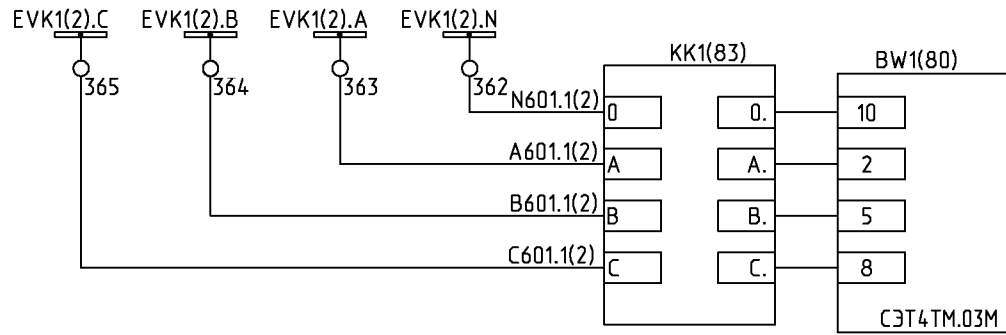 EVK1(2).C EVK1(2).B EVK1(2).A EVK1(2).N
KK1(83) BW1(80)
365 364 363 362
N601.1(2) 0 0. 10
A601.1(2) A A. 2
B601.1(2) B B. 5
C601.1(2) C C. 8
СЭТ4ТМ.03М